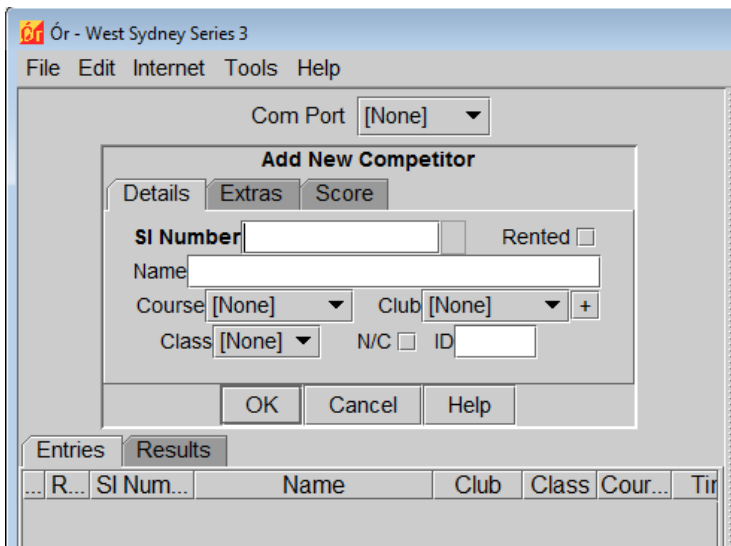 Ór Ór - West Sydney Series 3
File Edit Internet Tools Help
Com Port [None]
Add New Competitor
Details Extras Score
SI Number Rented
Name
Course [None] Club [None] +
Class [None] N/C ID
OK Cancel Help
Entries Results
... R... SI Num... Name Club Class Cour... Tir